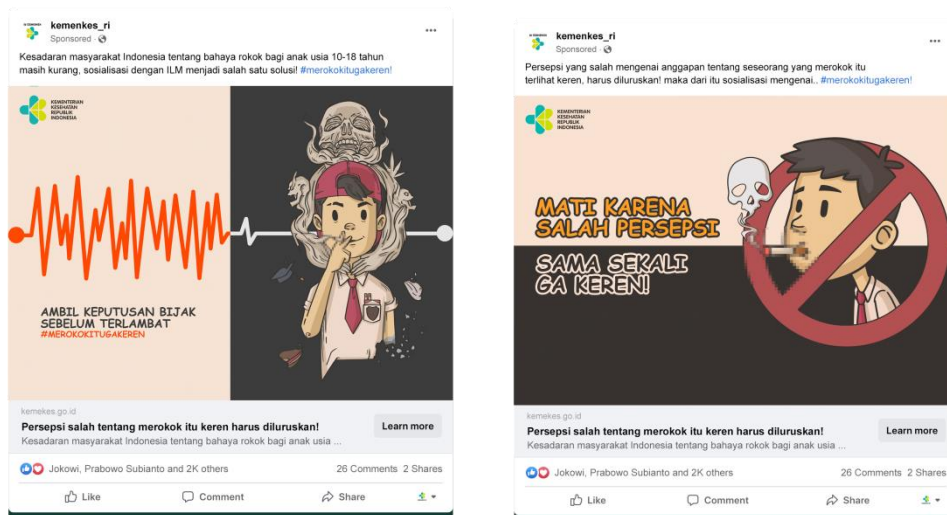 kemenkes_ri
Sponsored ·
Kesadaran masyarakat Indonesia tentang bahaya rokok bagi anak usia 10-18 tahun
masih kurang, sosialisasi dengan ILM menjadi salah satu solusi! #merokokitugakeren!
KEMENTERIAN
KESEHATAN
REPUBLIK
INDONESIA
AMBIL KEPUTUSAN BIJAK
SEBELUM TERLAMBAT
#MEROKOKITUGAKEREN
kemekes.go.id
Persepsi salah tentang merokok itu keren harus diluruskan!
Kesadaran masyarakat Indonesia tentang bahaya rokok bagi anak usia ...
Learn more
Jokowi, Prabowo Subianto and 2K others
26 Comments 2 Shares
Like
Comment
Share
kemenkes_ri
Sponsored ·
Persepsi yang salah mengenai anggapan tentang seseorang yang merokok itu
terlihat keren, harus diluruskan! maka dari itu sosialisasi mengenai.. #merokokitugakeren!
KEMENTERIAN
KESEHATAN
REPUBLIK
INDONESIA
MATI KARENA
SALAH PERSEPSI
SAMA SEKALI
GA KEREN!
kemekes.go.id
Persepsi salah tentang merokok itu keren harus diluruskan!
Kesadaran masyarakat Indonesia tentang bahaya rokok bagi anak usia ...
Learn more
Jokowi, Prabowo Subianto and 2K others
26 Comments 2 Shares
Like
Comment
Share